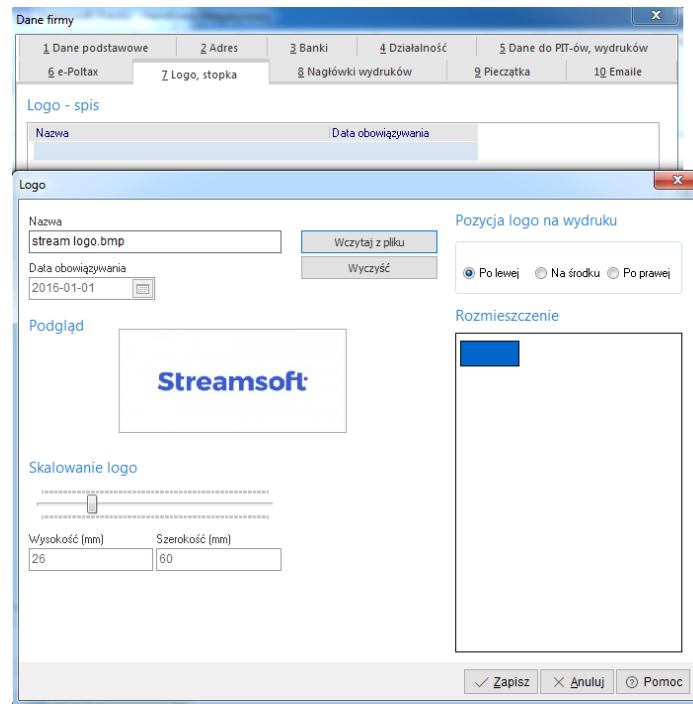 Dane firmy
1 Dane podstawowe 2 Adres 3 Banki 4 Działalność 5 Dane do PIT-ów, wydruków
6 e-Poltax 7 Logo, stopka 8 Nagłówki wydruków 9 Pieczątka 10 Emaile
Logo - spis
Nazwa Data obowiązywania
Logo
Nazwa
stream logo.bmp
Wczytaj z pliku
Data obowiązywania
Wyczyść
2016-01-01
Pozycja logo na wydruku
Po lewej Na środku Po prawej
Podgląd
Streamsoft
Rozmieszczenie
Skalowanie logo
Wysokość (mm) Szerokość (mm)
26 60
Zapisz Anuluj Pomoc